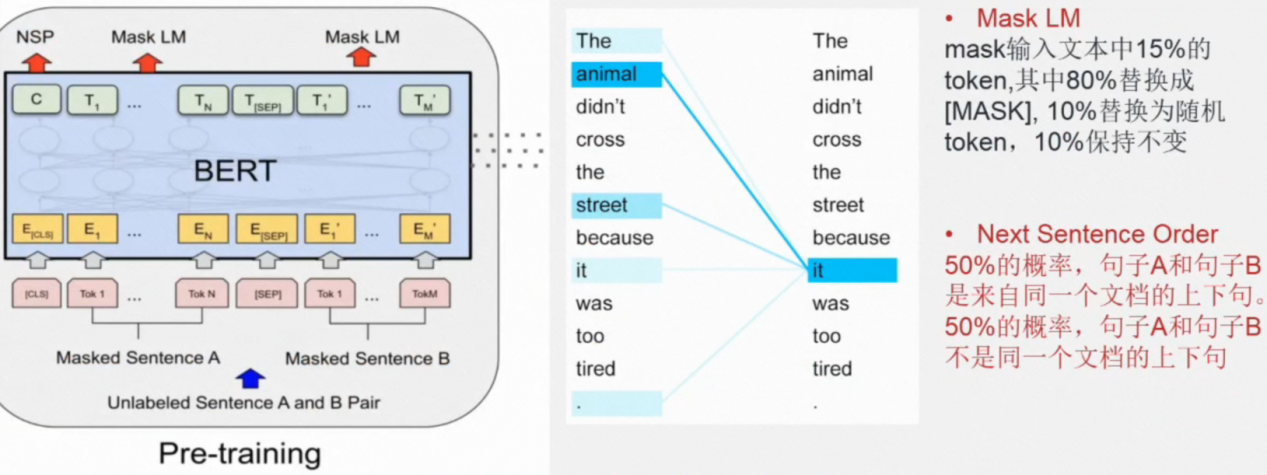 NSP Mask LM Mask LM
C T1 ... TN T[SEP] T1' ... TM'
BERT
E[CLS] E1 ... EN E[SEP] E1' ... EM'
[CLS] Tok 1 ... Tok N [SEP] Tok 1 ... TokM
Masked Sentence A Masked Sentence B
Unlabeled Sentence A and B Pair
Pre-training
The The
animal animal
didn't didn't
cross cross
the the
street street
because because
it it
was was
too too
tired tired
. .
• Mask LM
mask输入文本中15%的
token,其中80%替换成
[MASK], 10%替换为随机
token，10%保持不变
• Next Sentence Order
50%的概率，句子A和句子B
是来自同一个文档的上下句。
50%的概率，句子A和句子B
不是同一个文档的上下句